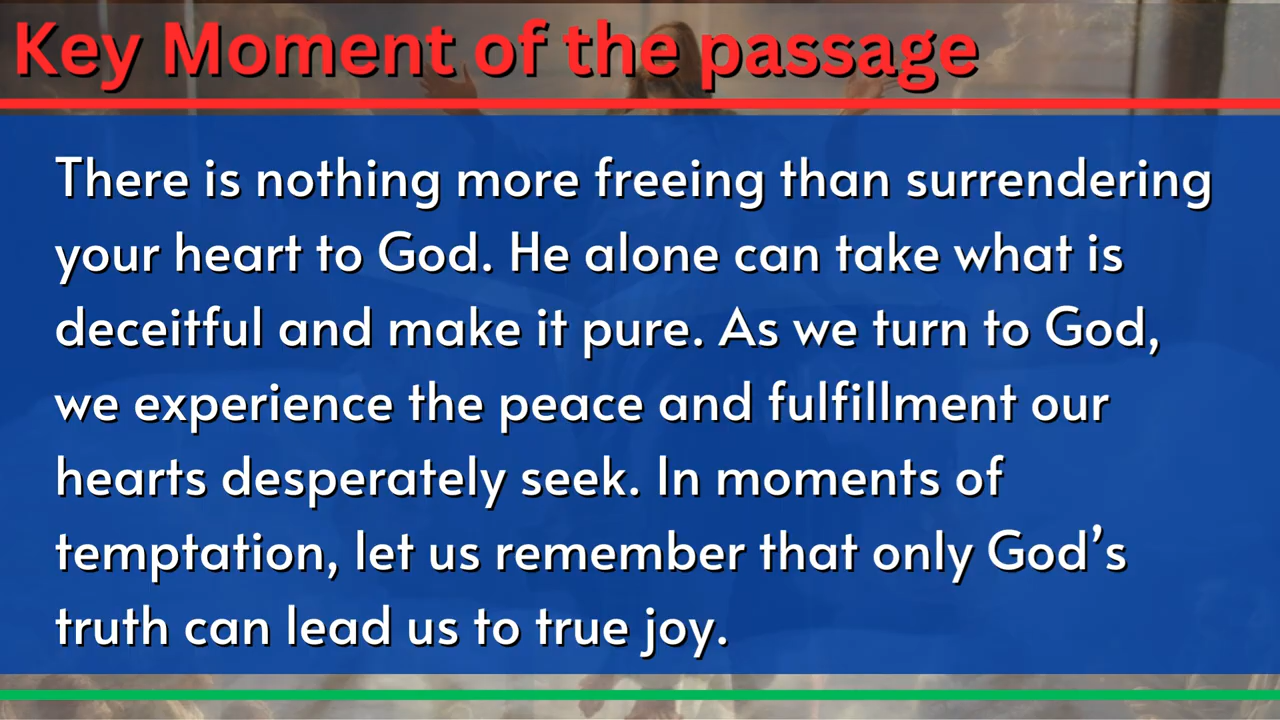 Key Moment of the passage
There is nothing more freeing than surrendering
your heart to God. He alone can take what is
deceitful and make it pure. As we turn to God,
we experience the peace and fulfillment our
hearts desperately seek. In moments of
temptation, let us remember that only God’s
truth can lead us to true joy.